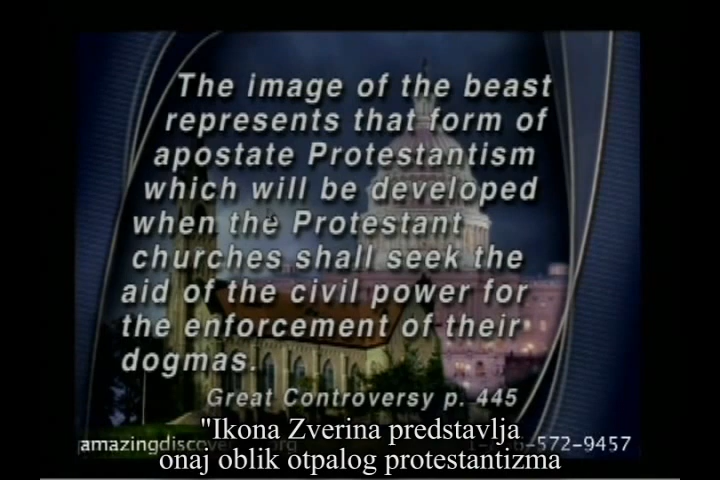 The image of the beast
represents that form of
apostate Protestantism
which will be developed
when the Protestant
churches shall seek the
aid of the civil power for
the enforcement of their
dogmas.
Great Controversy p. 445
"Ikona Zverina predstavlja
onaj oblik otpalog protestantizma
-572-9457